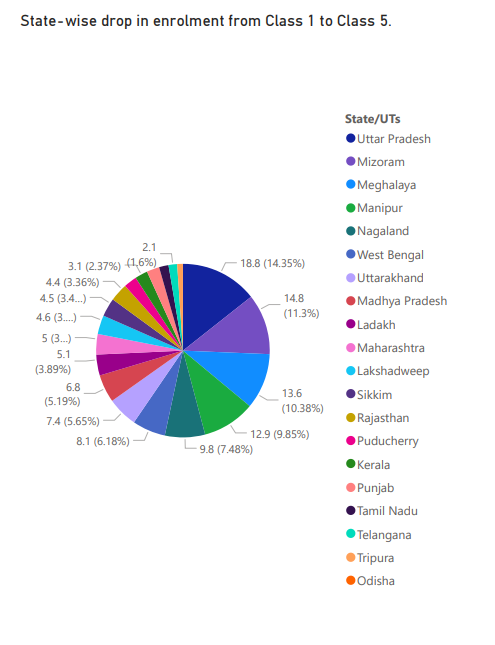 State-wise drop in enrolment from Class 1 to Class 5.
State/UTs
Uttar Pradesh
Mizoram
Meghalaya
Manipur
Nagaland
West Bengal
Uttarakhand
Madhya Pradesh
Ladakh
Maharashtra
Lakshadweep
Sikkim
Rajasthan
Puducherry
Kerala
Punjab
Tamil Nadu
Telangana
Tripura
Odisha
18.8 (14.35%)
14.8
(11.3%)
13.6
(10.38%)
12.9 (9.85%)
9.8 (7.48%)
8.1 (6.18%)
7.4 (5.65%)
6.8
(5.19%)
5.1
(3.89%)
5 (3...)
4.6 (3....)
4.5 (3.4...)
4.4 (3.36%)
3.1 (2.37%)
2.1
(1.6%)